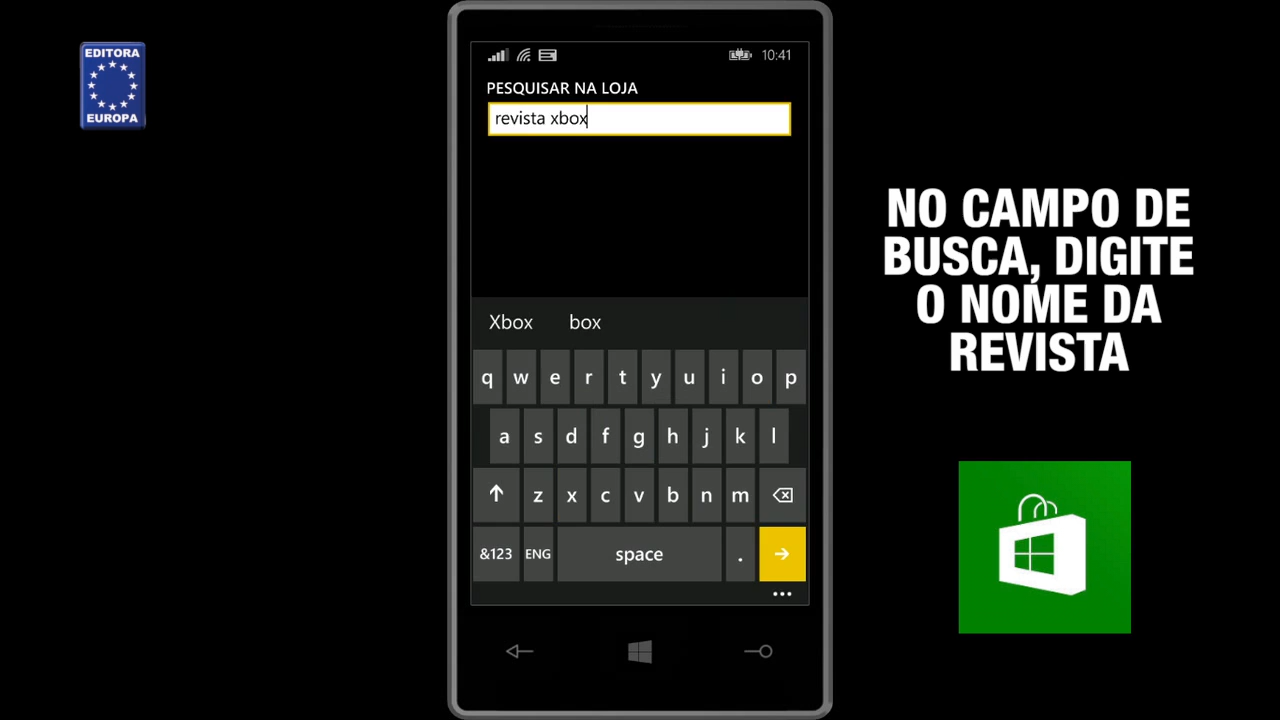 EDITORA
EUROPA
10:41
PESQUISAR NA LOJA
revista xbox
Xbox box
q w e r t y u i o p
a s d f g h j k l
z x c v b n m
&123 ENG space .
NO CAMPO DE
BUSCA, DIGITE
O NOME DA
REVISTA